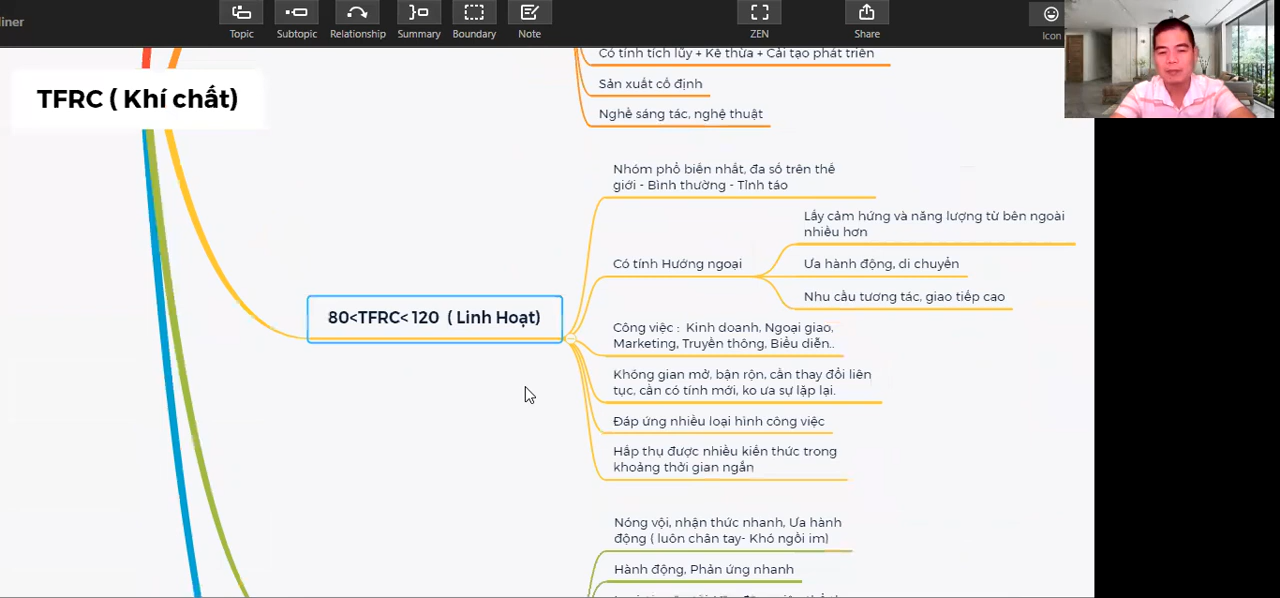 liner
Topic
Subtopic
Relationship
Summary
Boundary
Note
ZEN
Share
Icon
TFRC ( Khí chất)
Có tính tích lũy + Kế thừa + Cải tạo phát triển
Sản xuất cố định
Nghề sáng tác, nghệ thuật
80<TFRC< 120 ( Linh Hoạt)
Nhóm phổ biến nhất, đa số trên thế
giới - Bình thường - Tỉnh táo
Có tính Hướng ngoại
Lấy cảm hứng và năng lượng từ bên ngoài
nhiều hơn
Ưa hành động, di chuyển
Nhu cầu tương tác, giao tiếp cao
Công việc : Kinh doanh, Ngoại giao,
Marketing, Truyền thông, Biểu diễn..
Không gian mở, bận rộn, cần thay đổi liên
tục, cần có tính mới, ko ưa sự lặp lại.
Đáp ứng nhiều loại hình công việc
Hấp thụ được nhiều kiến thức trong
khoảng thời gian ngắn
Nóng vội, nhận thức nhanh, Ưa hành
động ( luôn chân tay- Khó ngồi im)
Hành động, Phản ứng nhanh